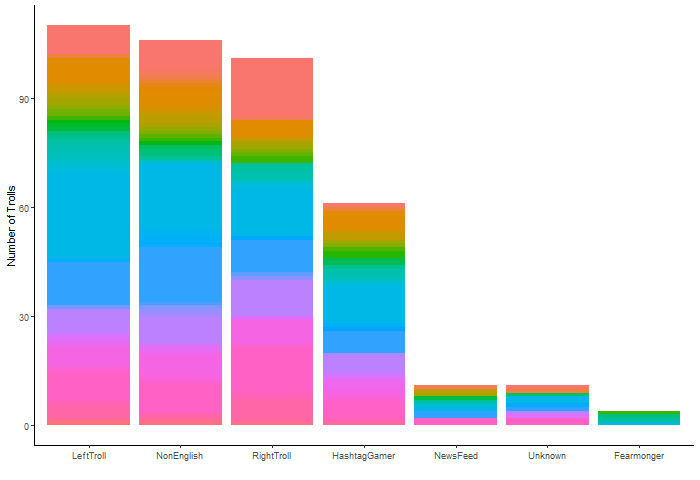 Number of Trolls
90
60
30
0
LeftTroll
NonEnglish
RightTroll
HashtagGamer
NewsFeed
Unknown
Fearmonger